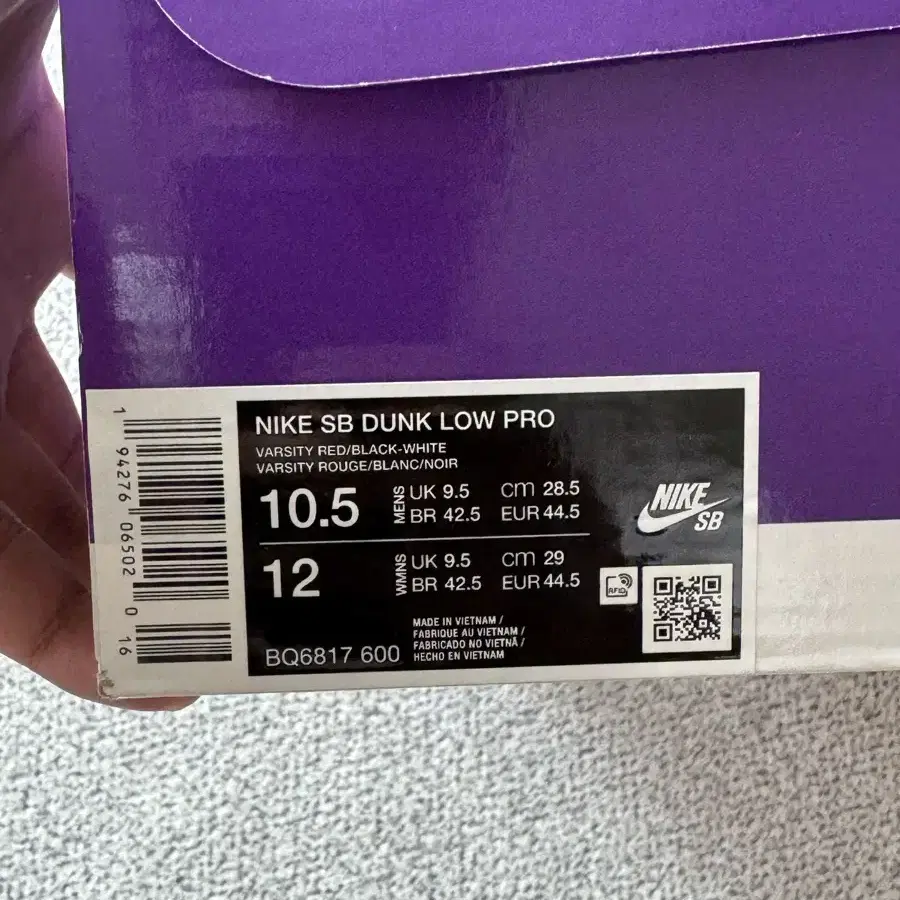 NIKE SB DUNK LOW PRO
VARSITY RED/BLACK-WHITE
VARSITY ROUGE/BLANC/NOIR
10.5 MENS UK 9.5 CM 28.5
BR 42.5 EUR 44.5
12 WMNS UK 9.5 CM 29
BR 42.5 EUR 44.5
NIKE
SB
RFID
BQ6817 600
MADE IN VIETNAM /
FABRIQUE AU VIETNAM /
FABRICADO NO VIETNÃ /
HECHO EN VIETNAM
1 94276 06502 0 16